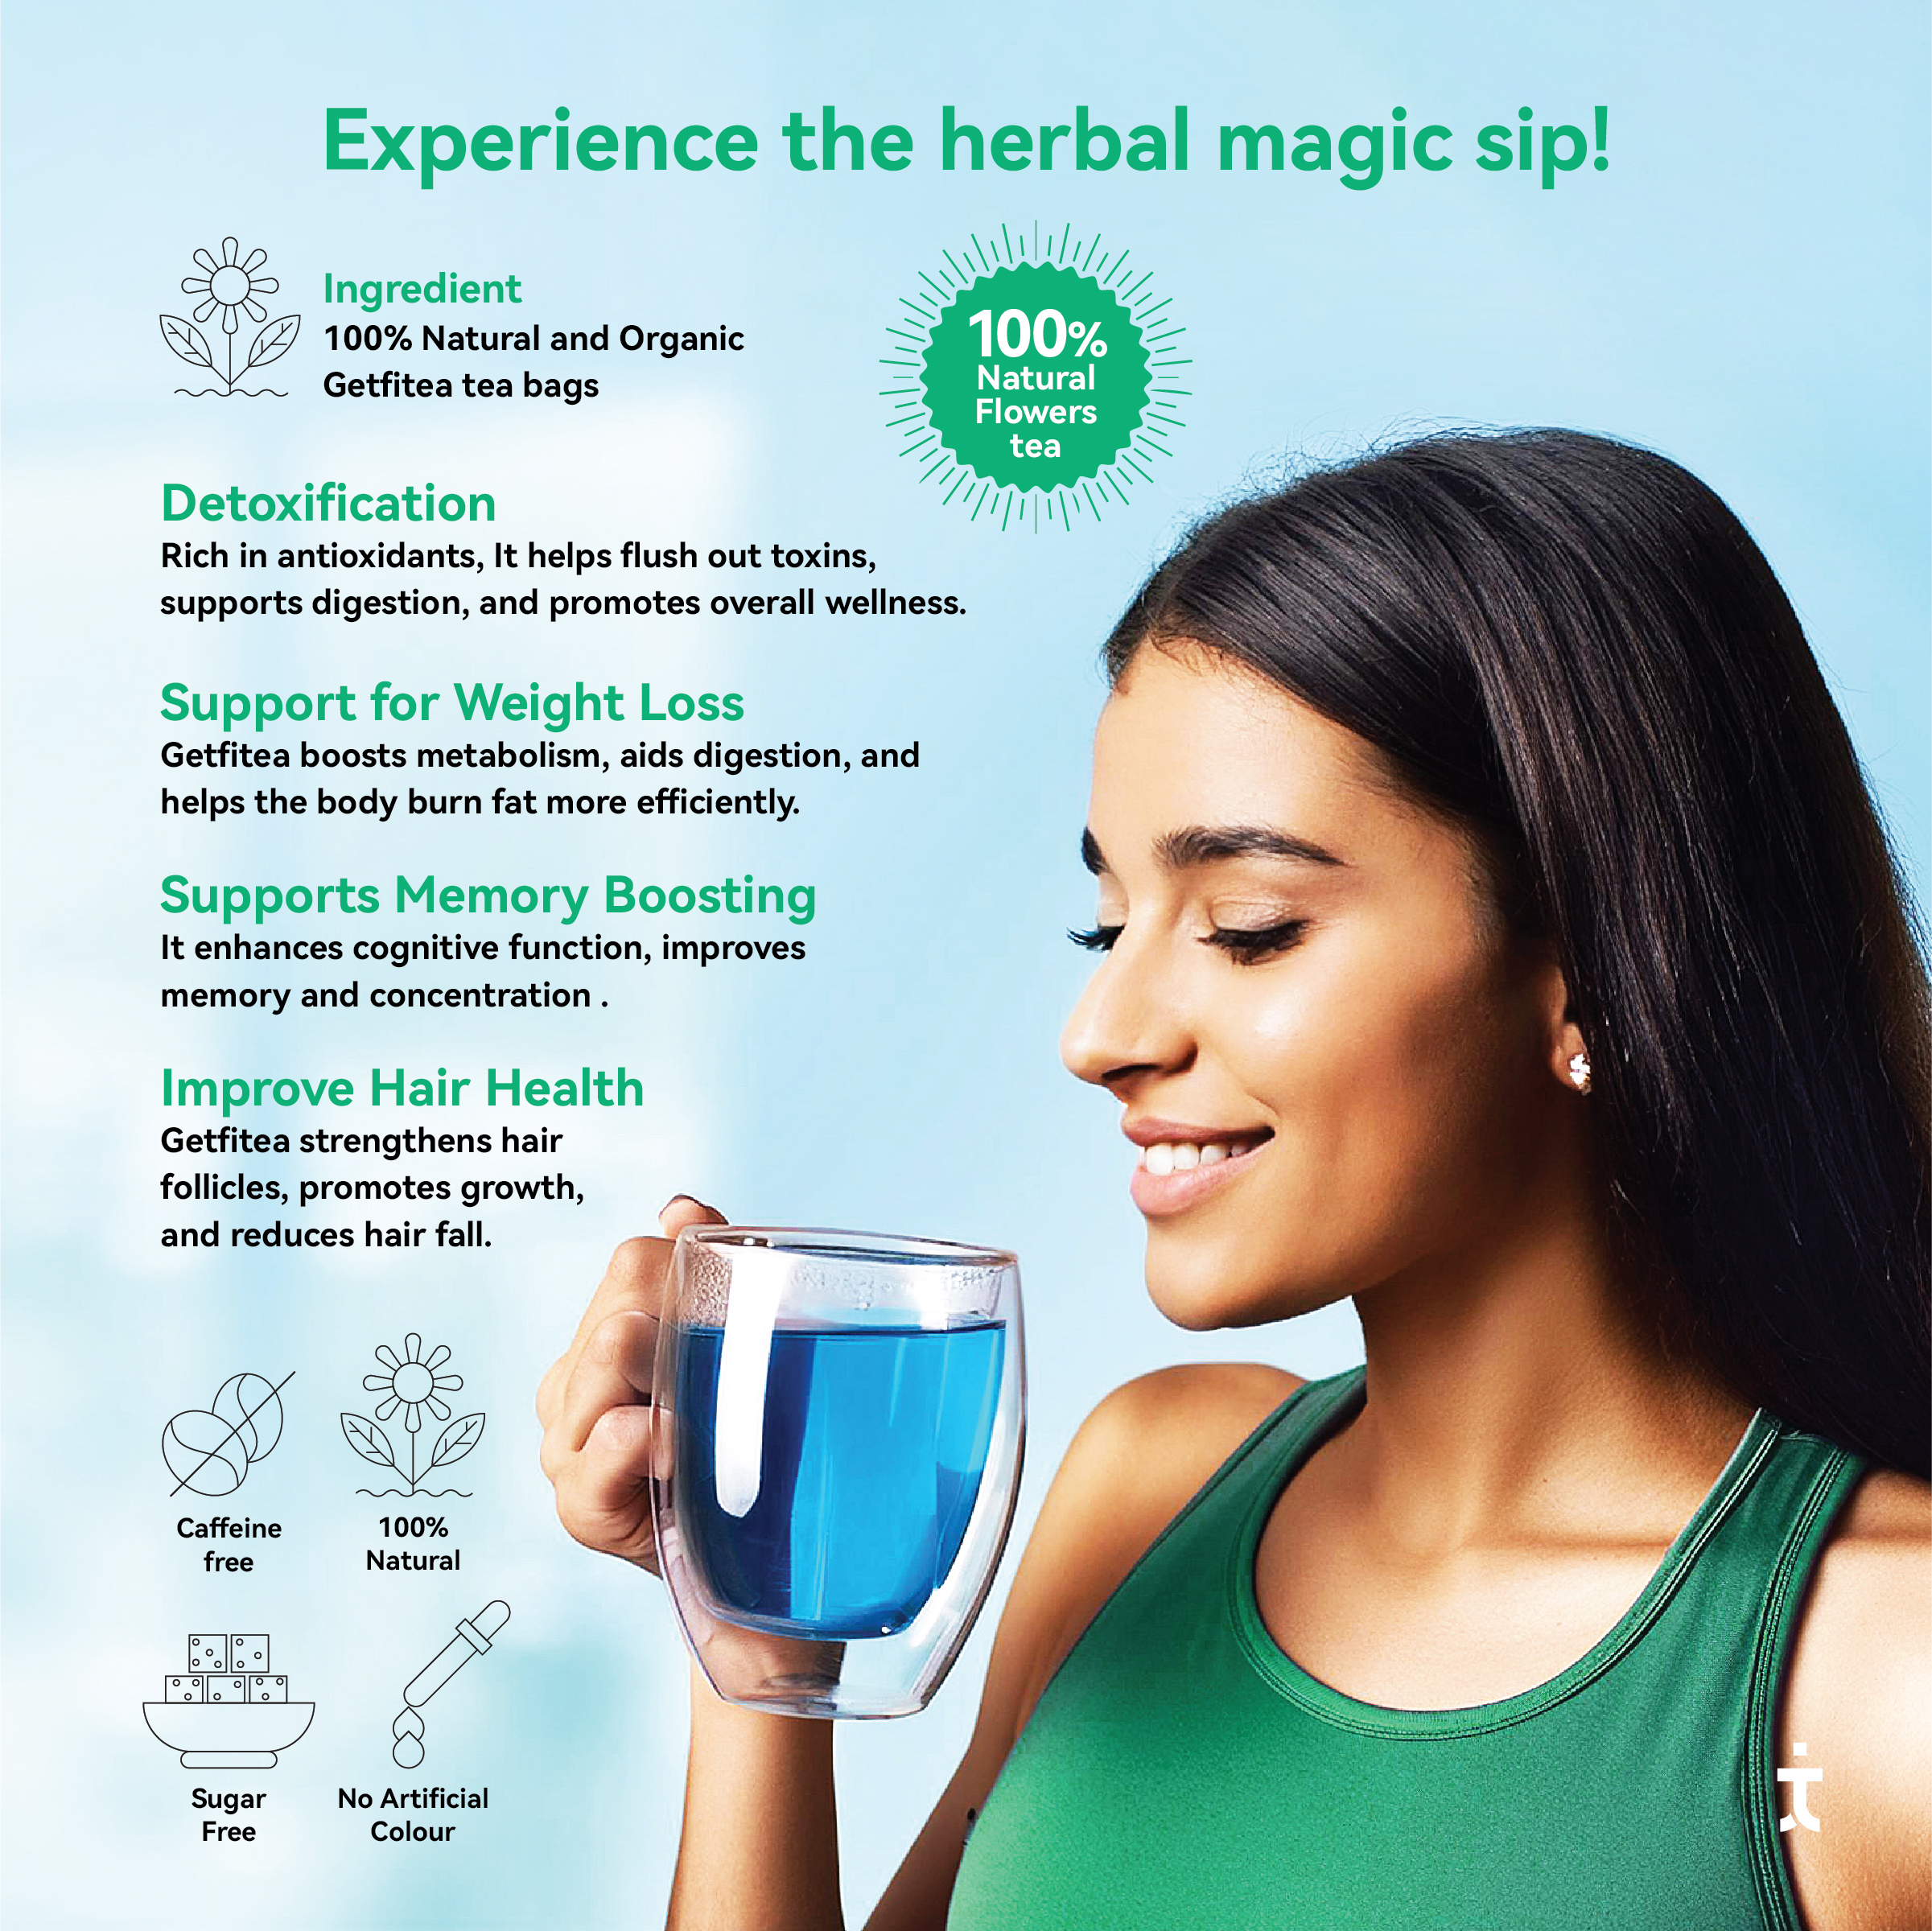 Experience the herbal magic sip!
Ingredient
100% Natural and Organic
Getfitea tea bags
100%
Natural
Flowers
tea
Detoxification
Rich in antioxidants, It helps flush out toxins,
supports digestion, and promotes overall wellness.
Support for Weight Loss
Getfitea boosts metabolism, aids digestion, and
helps the body burn fat more efficiently.
Supports Memory Boosting
It enhances cognitive function, improves
memory and concentration .
Improve Hair Health
Getfitea strengthens hair
follicles, promotes growth,
and reduces hair fall.
Caffeine
free
100%
Natural
Sugar
Free
No Artificial
Colour